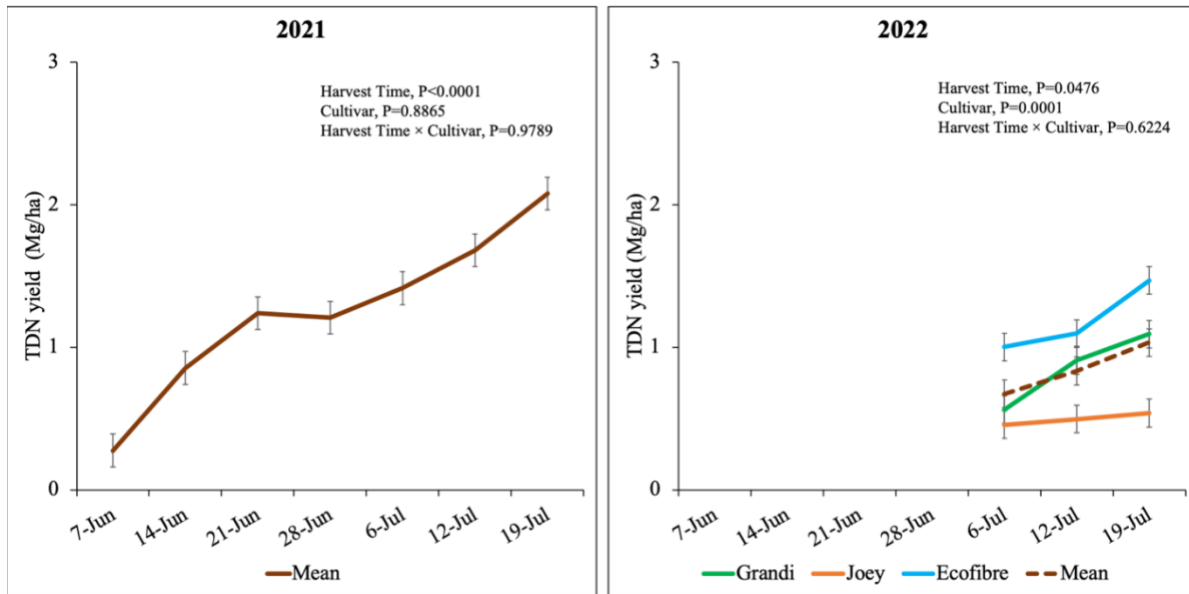 2021
3
2
1
0
TDN yield (Mg/ha)
Harvest Time, P<0.0001
Cultivar, P=0.8865
Harvest Time × Cultivar, P=0.9789
7-Jun
14-Jun
21-Jun
28-Jun
6-Jul
12-Jul
19-Jul
Mean
2022
3
2
1
0
TDN yield (Mg/ha)
Harvest Time, P=0.0476
Cultivar, P=0.0001
Harvest Time × Cultivar, P=0.6224
7-Jun
14-Jun
21-Jun
28-Jun
6-Jul
12-Jul
19-Jul
Grandi
Joey
Ecofibre
Mean